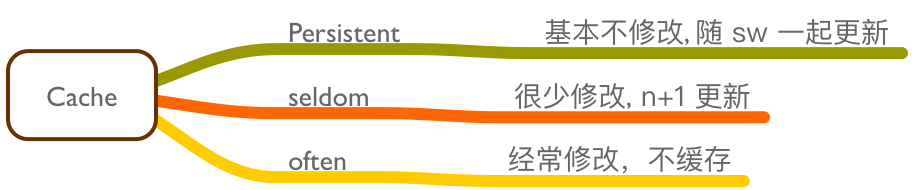 Cache
Persistent 基本不修改, 随 sw 一起更新
seldom 很少修改, n+1 更新
often 经常修改，不缓存